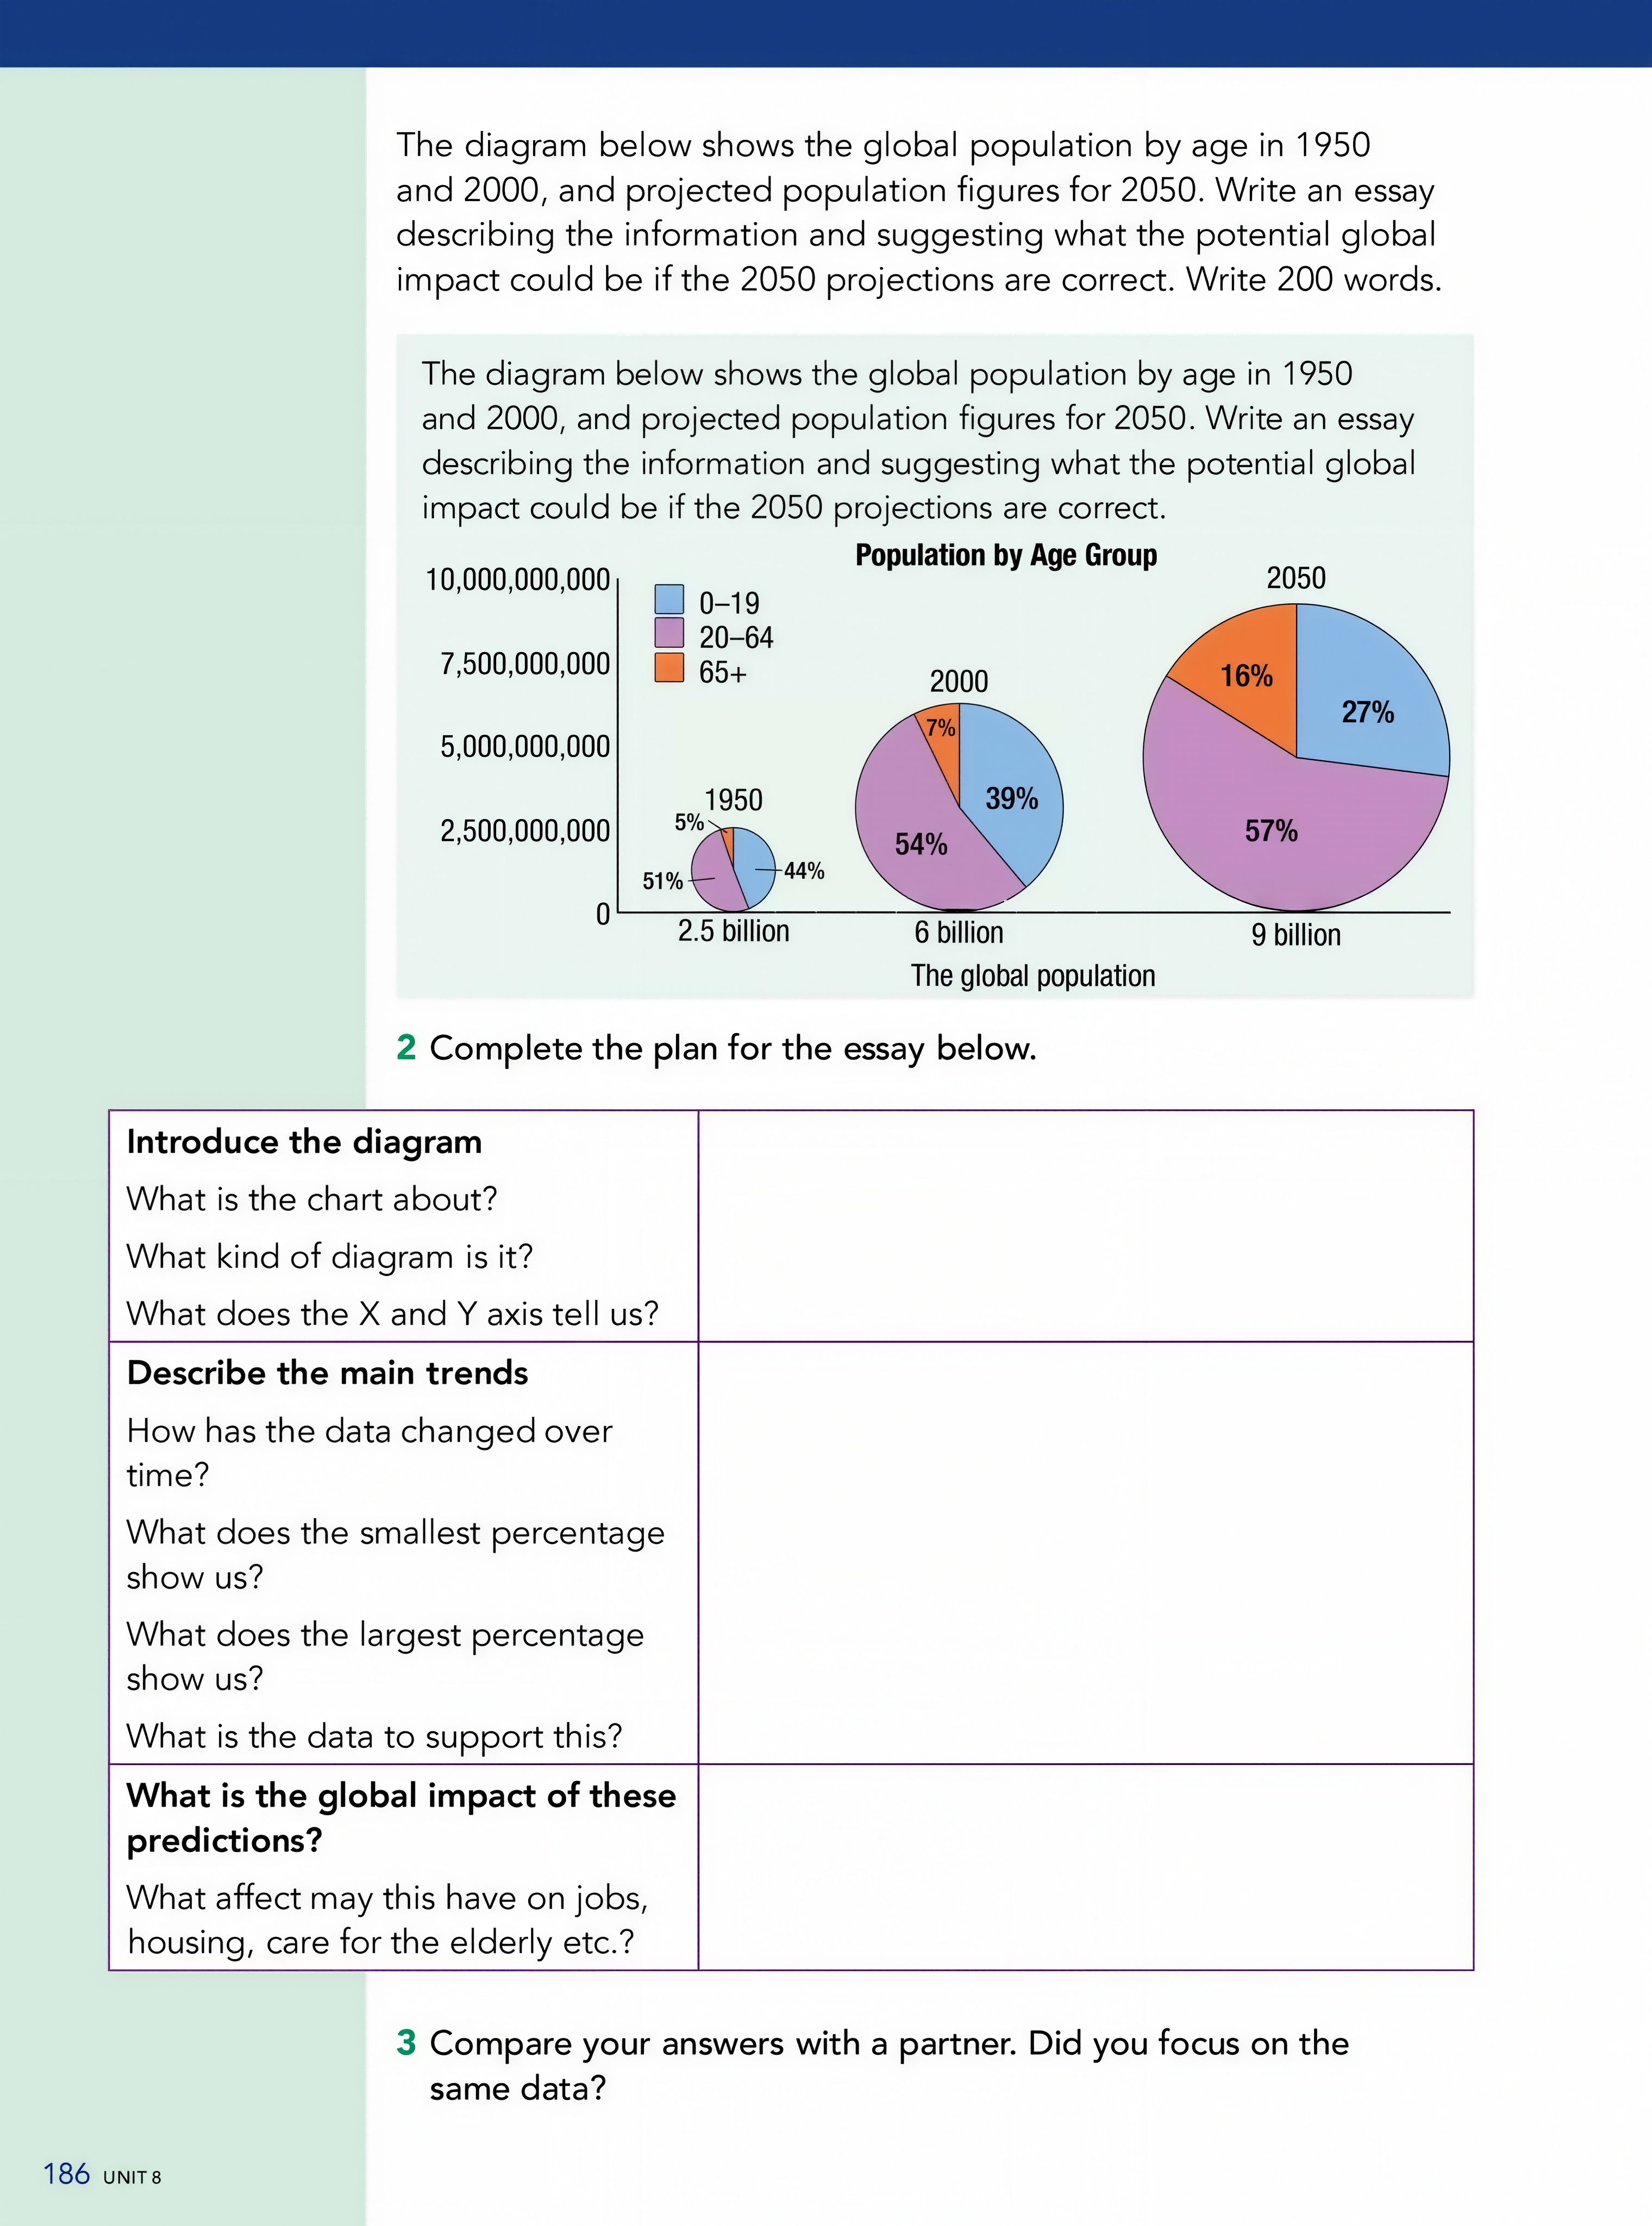 The diagram below shows the global population by age in 1950
and 2000, and projected population figures for 2050. Write an essay
describing the information and suggesting what the potential global
impact could be if the 2050 projections are correct. Write 200 words.
The diagram below shows the global population by age in 1950
and 2000, and projected population figures for 2050. Write an essay
describing the information and suggesting what the potential global
impact could be if the 2050 projections are correct.
Population by Age Group
10,000,000,000
7,500,000,000
5,000,000,000
2,500,000,000
0
0–19
20–64
65+
1950
5%
51%
44%
2.5 billion
2000
7%
39%
54%
6 billion
2050
16%
27%
57%
9 billion
The global population
2 Complete the plan for the essay below.
Introduce the diagram
What is the chart about?
What kind of diagram is it?
What does the X and Y axis tell us?
Describe the main trends
How has the data changed over
time?
What does the smallest percentage
show us?
What does the largest percentage
show us?
What is the data to support this?
What is the global impact of these
predictions?
What affect may this have on jobs,
housing, care for the elderly etc.?
3 Compare your answers with a partner. Did you focus on the
same data?
186 UNIT 8